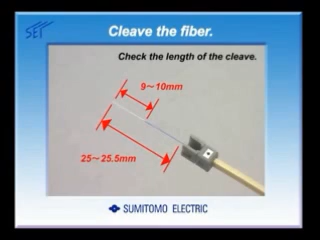 SEI
Cleave the fiber.
Check the length of the cleave.
9~10mm
25~25.5mm
SUMITOMO ELECTRIC